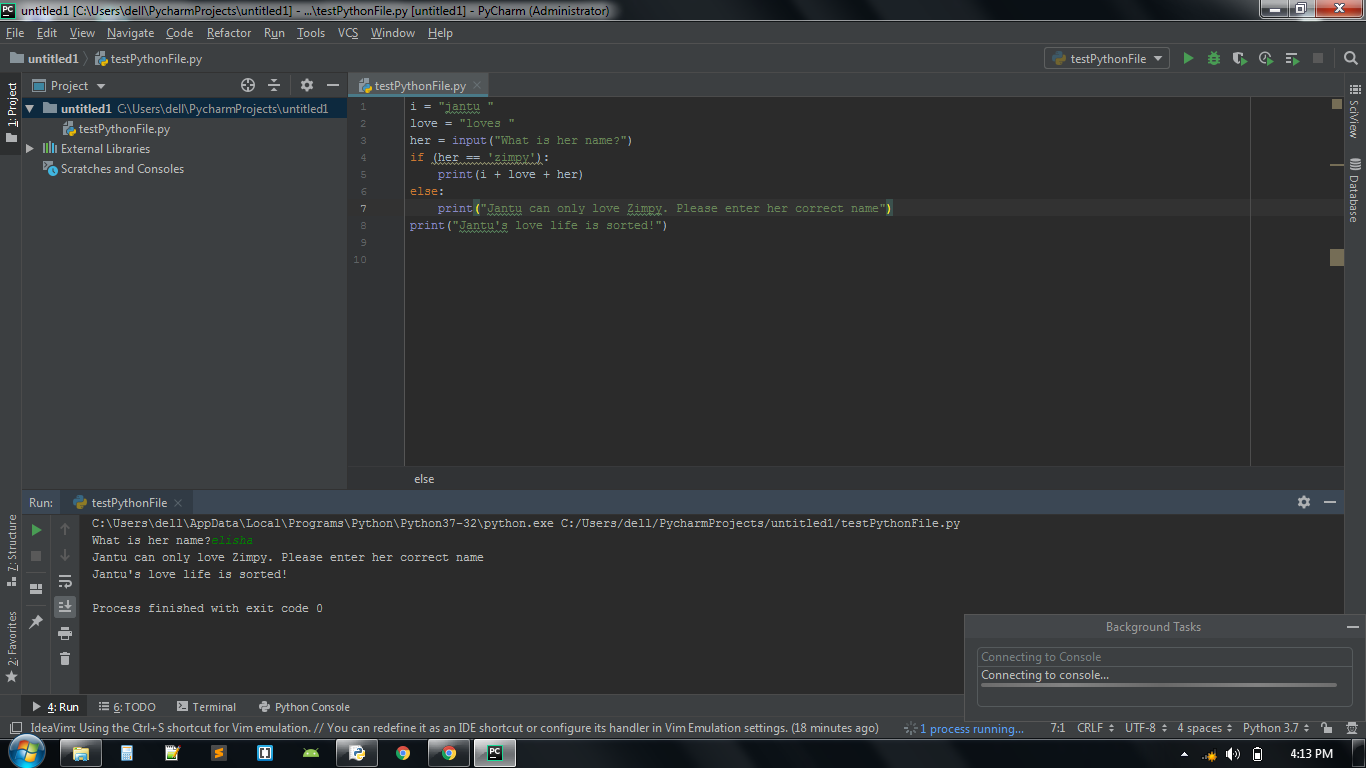 untitled1 [C:\Users\dell\PycharmProjects\untitled1] - ...\testPythonFile.py [untitled1] - PyCharm (Administrator)
File Edit View Navigate Code Refactor Run Tools VCS Window Help
untitled1 testPythonFile.py
testPythonFile
1: Project
Project
testPythonFile.py
untitled1 C:\Users\dell\PycharmProjects\untitled1
testPythonFile.py
External Libraries
Scratches and Consoles
1 i = "jantu "
2 love = "loves "
3 her = input("What is her name?")
4 if (her == 'zimpy'):
5     print(i + love + her)
6 else:
7     print("Jantu can only love Zimpy. Please enter her correct name")
8 print("Jantu's love life is sorted!")
9
10
else
SciView
Database
Run: testPythonFile
C:\Users\dell\AppData\Local\Programs\Python\Python37-32\python.exe C:/Users/dell/PycharmProjects/untitled1/testPythonFile.py
What is her name?elisha
Jantu can only love Zimpy. Please enter her correct name
Jantu's love life is sorted!
Process finished with exit code 0
7: Structure
2: Favorites
Background Tasks
Connecting to Console
Connecting to console...
4: Run 6: TODO Terminal Python Console
IdeaVim: Using the Ctrl+S shortcut for Vim emulation. // You can redefine it as an IDE shortcut or configure its handler in Vim Emulation settings. (18 minutes ago) 1 process running... 7:1 CRLF UTF-8 4 spaces Python 3.7
PC
4:13 PM